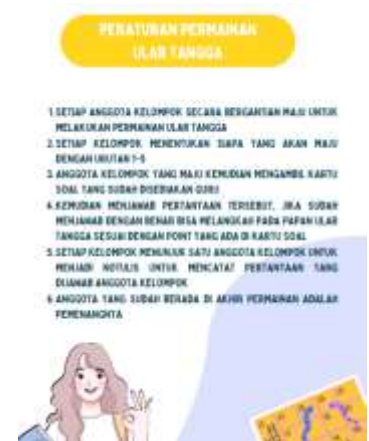 PERATURAN PERMAINAN
ULAR TANGGA
1. SETIAP ANGGOTA KELOMPOK SECARA BERGANTIAN MAJU UNTUK
MELAKUKAN PERMAINAN ULAR TANGGA
2. SETIAP KELOMPOK MENENTUKAN SIAPA YANG AKAN MAJU
DENGAN URUTAN 1-5
3. ANGGOTA KELOMPOK YANG MAJU KEMUDIAN MENGAMBIL KARTU
SOAL YANG SUDAH DISEDIAKAN GURU
4. KEMUDIAN MENJAWAB PERTANYAAN TERSEBUT, JIKA SUDAH
MENJAWAB DENGAN BENAR BISA MELANGKAH PADA PAPAN ULAR
TANGGA SESUAI DENGAN POINT YANG ADA DI KARTU SOAL
5. SETIAP KELOMPOK MENUNJUK SATU ANGGOTA KELOMPOK UNTUK
MENJADI NOTULIS UNTUK MENCATAT PERTANYAAN YANG
DIJAWAB ANGGOTA KELOMPOK
6. ANGGOTA YANG SUDAH BERADA DI AKHIR PERMAINAN ADALAH
PEMENANGNYA